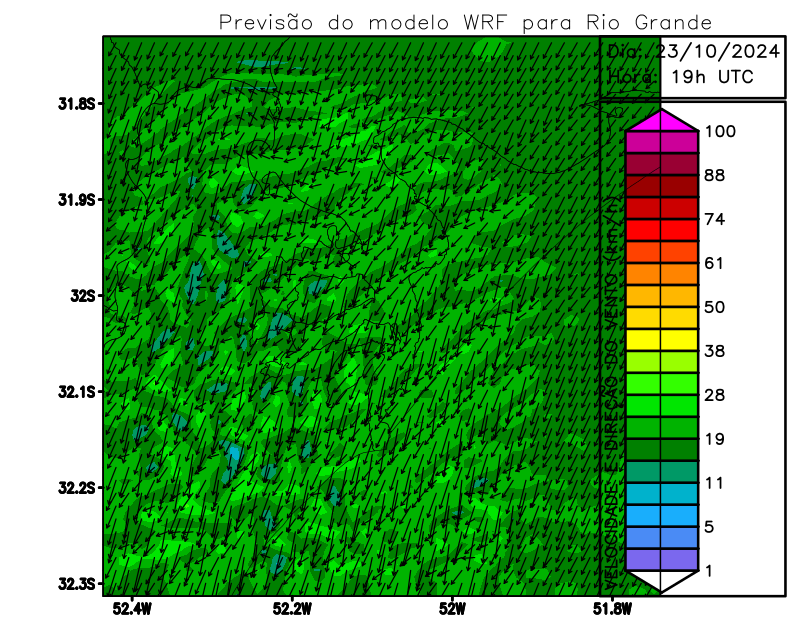 Previsão do modelo WRF para Rio Grande
Dia: 23/10/2024
Hora: 19h UTC
VELOCIDADE E DIREÇÃO DO VENTO (km/h)
100
88
74
61
50
38
28
19
11
5
1
31.8S
31.9S
32S
32.1S
32.2S
32.3S
52.4W
52.2W
52W
51.8W